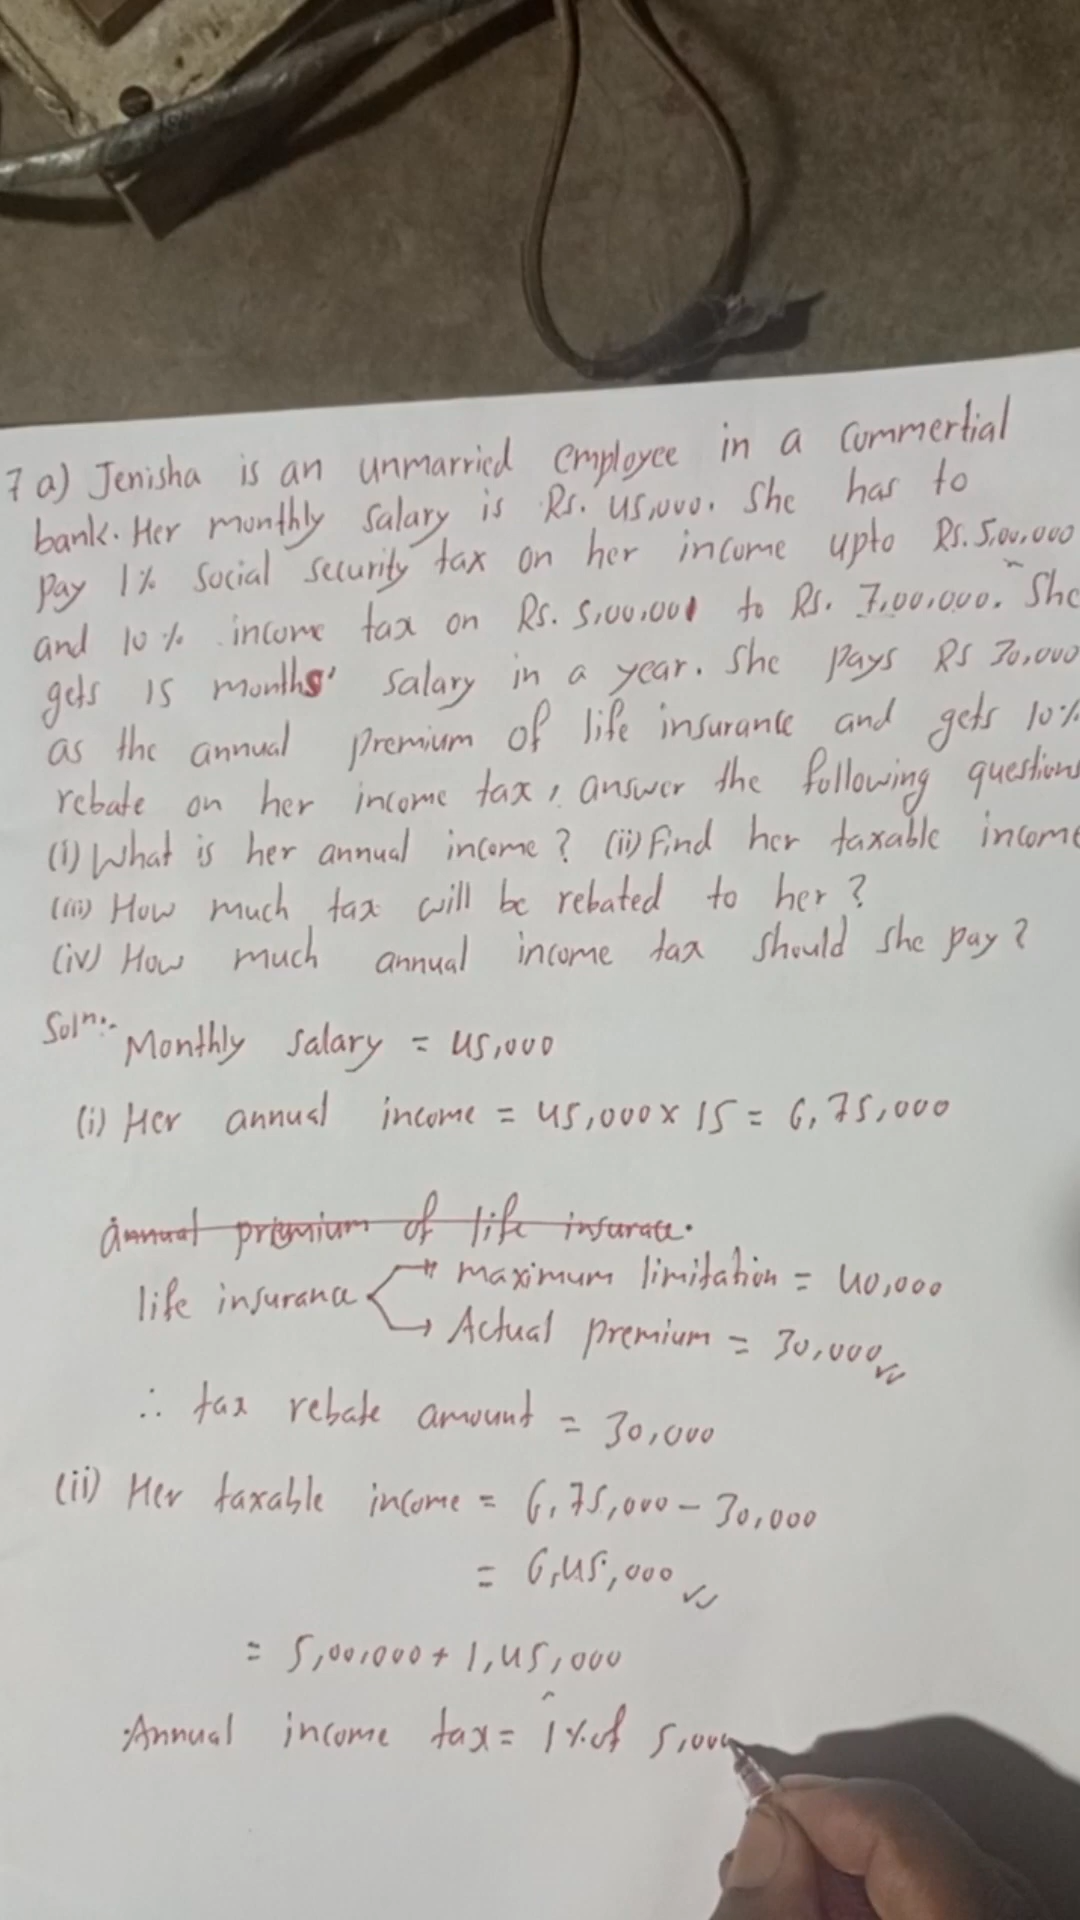 7 a) Jenisha is an unmarried employee in a commertial
bank. Her monthly salary is Rs. 45,000. She has to
pay 1% social security tax on her income upto Rs. 5,00,000
and 10% income tax on Rs. 5,00,001 to Rs. 7,00,000. She
gets 15 months' salary in a year. She pays RS 30,000
as the annual premium of life insurance and gets 10%
rebate on her income tax, answer the following questions
(i) What is her annual income? (ii) Find her taxable income
(iii) How much tax will be rebated to her?
(iv) How much annual income tax should she pay?
Solⁿ:-
Monthly salary = 45,000
(i) Her annual income = 45,000 x 15 = 6,75,000
Annual primium of life insurace.
life insurance → maximum limitation = 40,000
→ Actual premium = 30,000
∴ tax rebate amount = 30,000
(ii) Her taxable income = 6,75,000 - 30,000
= 6,45,000
= 5,00,000 + 1,45,000
Annual income tax = 1% of 5,000